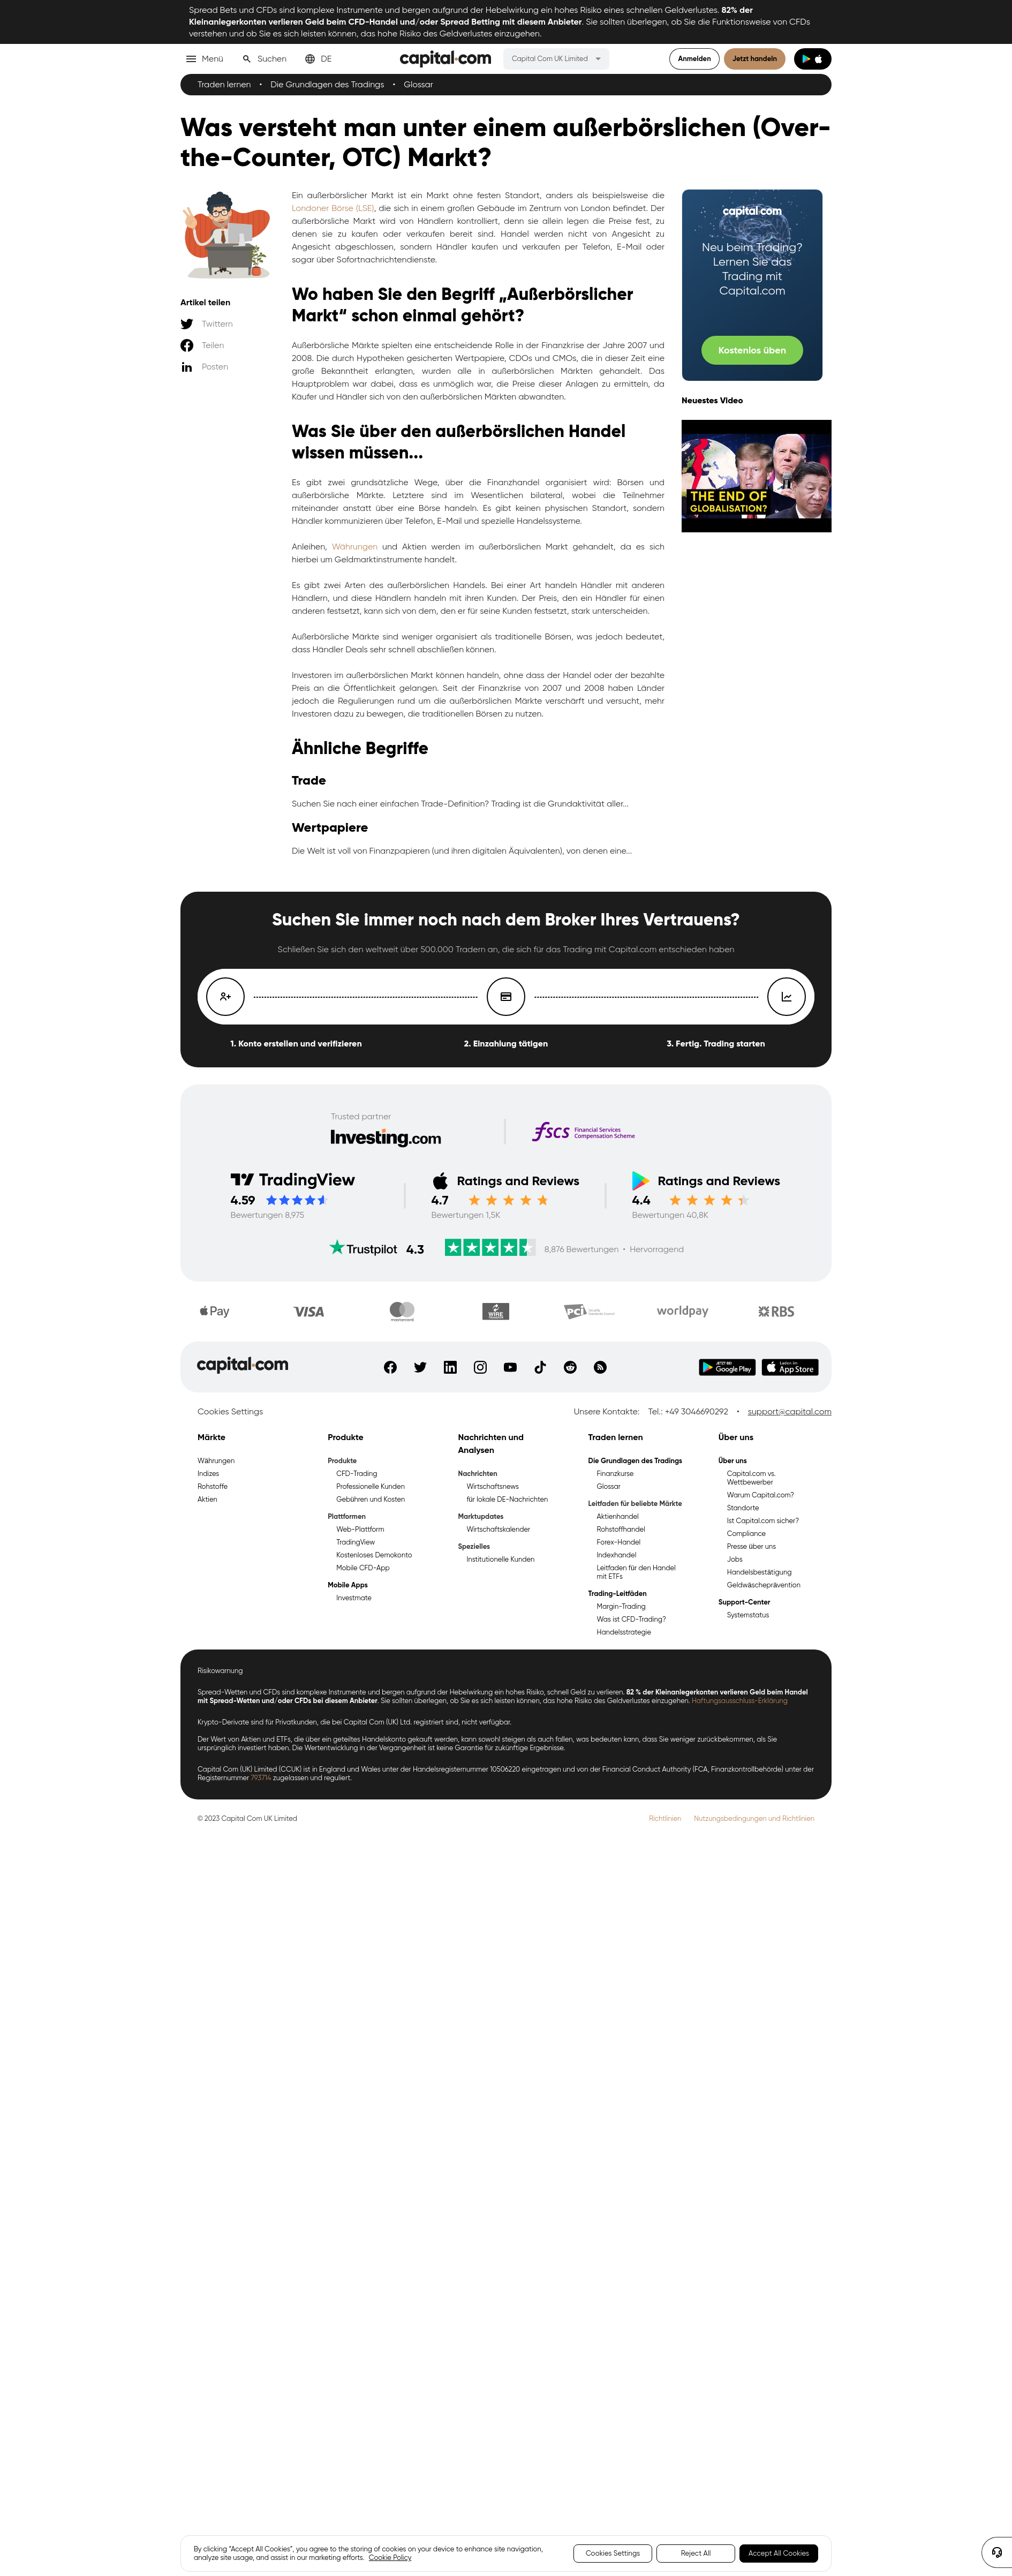 Spread Bets und CFDs sind komplexe Instrumente und bergen aufgrund der Hebelwirkung ein hohes Risiko eines schnellen Geldverlustes. 82% der
Kleinanlegerkonten verlieren Geld beim CFD-Handel und/oder Spread Betting mit diesem Anbieter. Sie sollten überlegen, ob Sie die Funktionsweise von CFDs
verstehen und ob Sie es sich leisten können, das hohe Risiko des Geldverlustes einzugehen.
Menü Suchen DE capital.com Capital Com UK Limited Anmelden Jetzt handeln
Traden lernen • Die Grundlagen des Tradings • Glossar
Was versteht man unter einem außerbörslichen (Over-
the-Counter, OTC) Markt?
Artikel teilen
Twittern
Teilen
Posten
Ein außerbörslicher Markt ist ein Markt ohne festen Standort, anders als beispielsweise die
Londoner Börse (LSE), die sich in einem großen Gebäude im Zentrum von London befindet. Der
außerbörsliche Markt wird von Händlern kontrolliert, denn sie allein legen die Preise fest, zu
denen sie zu kaufen oder verkaufen bereit sind. Handel werden nicht von Angesicht zu
Angesicht abgeschlossen, sondern Händler kaufen und verkaufen per Telefon, E-Mail oder
sogar über Sofortnachrichtendienste.
Wo haben Sie den Begriff „Außerbörslicher
Markt“ schon einmal gehört?
Außerbörsliche Märkte spielten eine entscheidende Rolle in der Finanzkrise der Jahre 2007 und
2008. Die durch Hypotheken gesicherten Wertpapiere, CDOs und CMOs, die in dieser Zeit eine
große Bekanntheit erlangten, wurden alle in außerbörslichen Märkten gehandelt. Das
Hauptproblem war dabei, dass es unmöglich war, die Preise dieser Anlagen zu ermitteln, da
Käufer und Händler sich von den außerbörslichen Märkten abwandten.
Was Sie über den außerbörslichen Handel
wissen müssen...
Es gibt zwei grundsätzliche Wege, über die Finanzhandel organisiert wird: Börsen und
außerbörsliche Märkte. Letztere sind im Wesentlichen bilateral, wobei die Teilnehmer
miteinander anstatt über eine Börse handeln. Es gibt keinen physischen Standort, sondern
Händler kommunizieren über Telefon, E-Mail und spezielle Handelssysteme.
Anleihen, Währungen und Aktien werden im außerbörslichen Markt gehandelt, da es sich
hierbei um Geldmarktinstrumente handelt.
Es gibt zwei Arten des außerbörslichen Handels. Bei einer Art handeln Händler mit anderen
Händlern, und diese Händlern handeln mit ihren Kunden. Der Preis, den ein Händler für einen
anderen festsetzt, kann sich von dem, den er für seine Kunden festsetzt, stark unterscheiden.
Außerbörsliche Märkte sind weniger organisiert als traditionelle Börsen, was jedoch bedeutet,
dass Händler Deals sehr schnell abschließen können.
Investoren im außerbörslichen Markt können handeln, ohne dass der Handel oder der bezahlte
Preis an die Öffentlichkeit gelangen. Seit der Finanzkrise von 2007 und 2008 haben Länder
jedoch die Regulierungen rund um die außerbörslichen Märkte verschärft und versucht, mehr
Investoren dazu zu bewegen, die traditionellen Börsen zu nutzen.
Ähnliche Begriffe
Trade
Suchen Sie nach einer einfachen Trade-Definition? Trading ist die Grundaktivität aller...
Wertpapiere
Die Welt ist voll von Finanzpapieren (und ihren digitalen Äquivalenten), von denen eine...
capital.com
Neu beim Trading?
Lernen Sie das
Trading mit
Capital.com
Kostenlos üben
Neuestes Video
THE END OF
GLOBALISATION?
Suchen Sie immer noch nach dem Broker Ihres Vertrauens?
Schließen Sie sich den weltweit über 500.000 Tradern an, die sich für das Trading mit Capital.com entschieden haben
1. Konto erstellen und verifizieren 2. Einzahlung tätigen 3. Fertig. Trading starten
Trusted partner
Investing.com
fscs Financial Services
Compensation Scheme
TradingView
4.59
Bewertungen 8,975
Ratings and Reviews
4.7
Bewertungen 1,5K
Ratings and Reviews
4.4
Bewertungen 40,8K
Trustpilot 4.3 8,876 Bewertungen • Hervorragend
Pay VISA mastercard WIRE PCI worldpay RBS
capital.com JETZT BEI Google Play Laden im App Store
Cookies Settings Unsere Kontakte: Tel.: +49 3046690292 • support@capital.com
Märkte
Währungen
Indizes
Rohstoffe
Aktien
Produkte
Produkte
CFD-Trading
Professionelle Kunden
Gebühren und Kosten
Plattformen
Web-Plattform
TradingView
Kostenloses Demokonto
Mobile CFD-App
Mobile Apps
Investmate
Nachrichten und
Analysen
Nachrichten
Wirtschaftsnews
für lokale DE-Nachrichten
Marktupdates
Wirtschaftskalender
Spezielles
Institutionelle Kunden
Traden lernen
Die Grundlagen des Tradings
Finanzkurse
Glossar
Leitfaden für beliebte Märkte
Aktienhandel
Rohstoffhandel
Forex-Handel
Indexhandel
Leitfaden für den Handel
mit ETFs
Trading-Leitfäden
Margin-Trading
Was ist CFD-Trading?
Handelsstrategie
Über uns
Über uns
Capital.com vs.
Wettbewerber
Warum Capital.com?
Standorte
Ist Capital.com sicher?
Compliance
Presse über uns
Jobs
Handelsbestätigung
Geldwäscheprävention
Support-Center
Systemstatus
Risikowarnung
Spread-Wetten und CFDs sind komplexe Instrumente und bergen aufgrund der Hebelwirkung ein hohes Risiko, schnell Geld zu verlieren. 82 % der Kleinanlegerkonten verlieren Geld beim Handel
mit Spread-Wetten und/oder CFDs bei diesem Anbieter. Sie sollten überlegen, ob Sie es sich leisten können, das hohe Risiko des Geldverlustes einzugehen. Haftungsausschluss-Erklärung
Krypto-Derivate sind für Privatkunden, die bei Capital Com (UK) Ltd. registriert sind, nicht verfügbar.
Der Wert von Aktien und ETFs, die über ein geteiltes Handelskonto gekauft werden, kann sowohl steigen als auch fallen, was bedeuten kann, dass Sie weniger zurückbekommen, als Sie
ursprünglich investiert haben. Die Wertentwicklung in der Vergangenheit ist keine Garantie für zukünftige Ergebnisse.
Capital Com (UK) Limited (CCUK) ist in England und Wales unter der Handelsregisternummer 10506220 eingetragen und von der Financial Conduct Authority (FCA, Finanzkontrollbehörde) unter der
Registernummer 793714 zugelassen und reguliert.
© 2023 Capital Com UK Limited Richtlinien Nutzungsbedingungen und Richtlinien
By clicking “Accept All Cookies”, you agree to the storing of cookies on your device to enhance site navigation,
analyze site usage, and assist in our marketing efforts. Cookie Policy
Cookies Settings Reject All Accept All Cookies